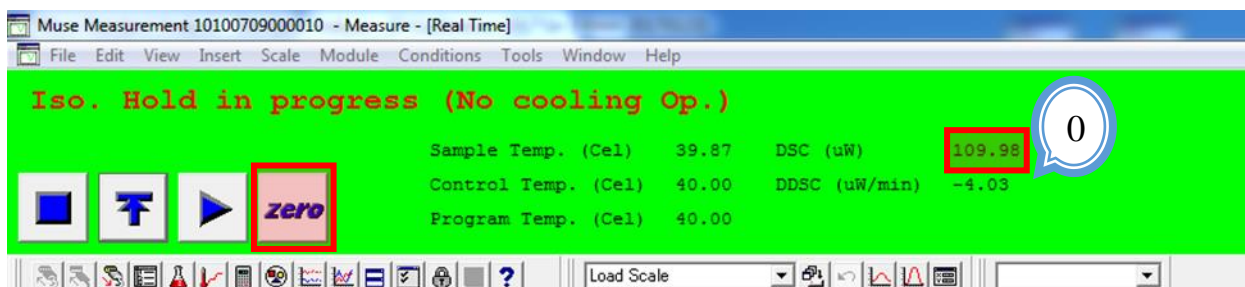 Muse Measurement 10100709000010 - Measure - [Real Time]
File Edit View Insert Scale Module Conditions Tools Window Help
Iso. Hold in progress (No cooling Op.)
0
Sample Temp. (Cel) 39.87 DSC (uW) 109.98
Control Temp. (Cel) 40.00 DDSC (uW/min) -4.03
zero
Program Temp. (Cel) 40.00
? Load Scale